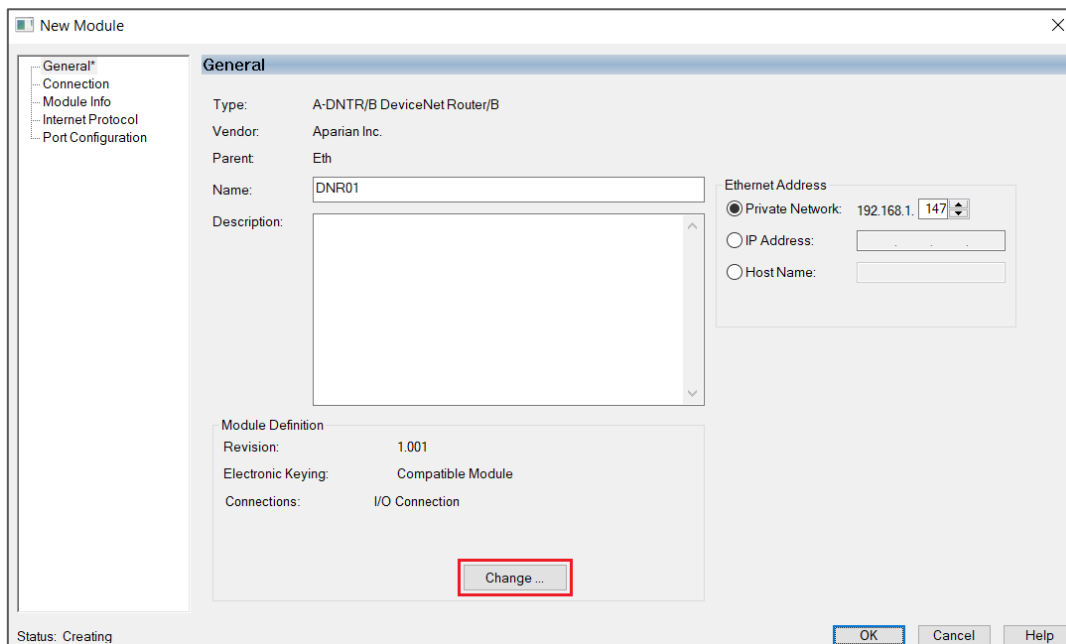 New Module
General*
Connection
Module Info
Internet Protocol
Port Configuration
General
Type: A-DNTR/B DeviceNet Router/B
Vendor: Aparian Inc.
Parent: Eth
Name: DNR01
Description:
Ethernet Address
Private Network: 192.168.1. 147
IP Address: . . .
Host Name:
Module Definition
Revision: 1.001
Electronic Keying: Compatible Module
Connections: I/O Connection
Change ...
Status: Creating
OK Cancel Help